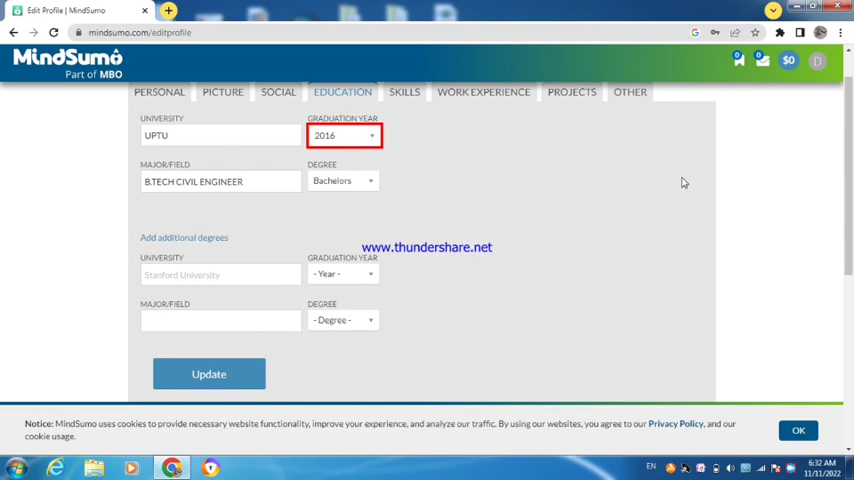 Edit Profile | MindSumo
mindsumo.com/editprofile
MindSumo
Part of MBO
0
0
$0
D
PERSONAL PICTURE SOCIAL EDUCATION SKILLS WORK EXPERIENCE PROJECTS OTHER
UNIVERSITY GRADUATION YEAR
UPTU 2016
MAJOR/FIELD DEGREE
B.TECH CIVIL ENGINEER Bachelors
Add additional degrees
www.thundershare.net
UNIVERSITY GRADUATION YEAR
Stanford University - Year -
MAJOR/FIELD DEGREE
- Degree -
Update
Notice: MindSumo uses cookies to provide necessary website functionality, improve your experience, and analyze our traffic. By using our websites, you agree to our Privacy Policy, and our
cookie usage.
OK
EN
6:32 AM
11/11/2022